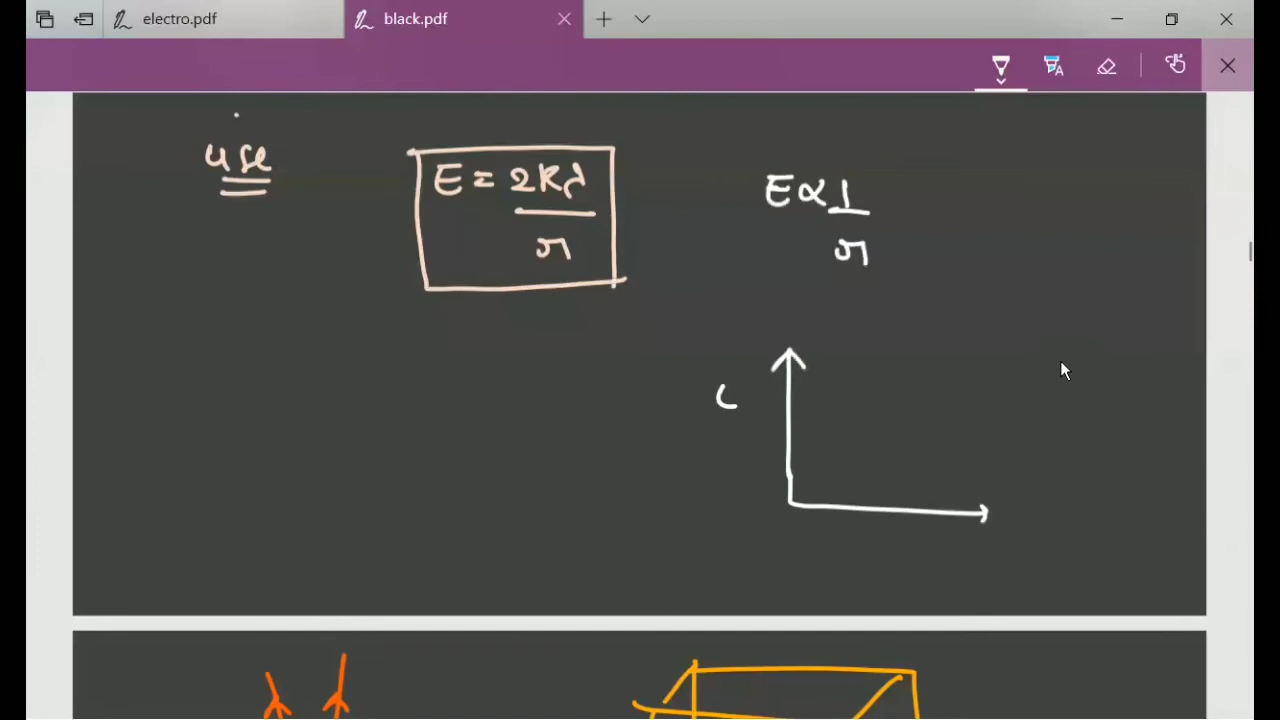 electro.pdf
black.pdf
use
E = 2Kλ
r
E ∝ 1
r